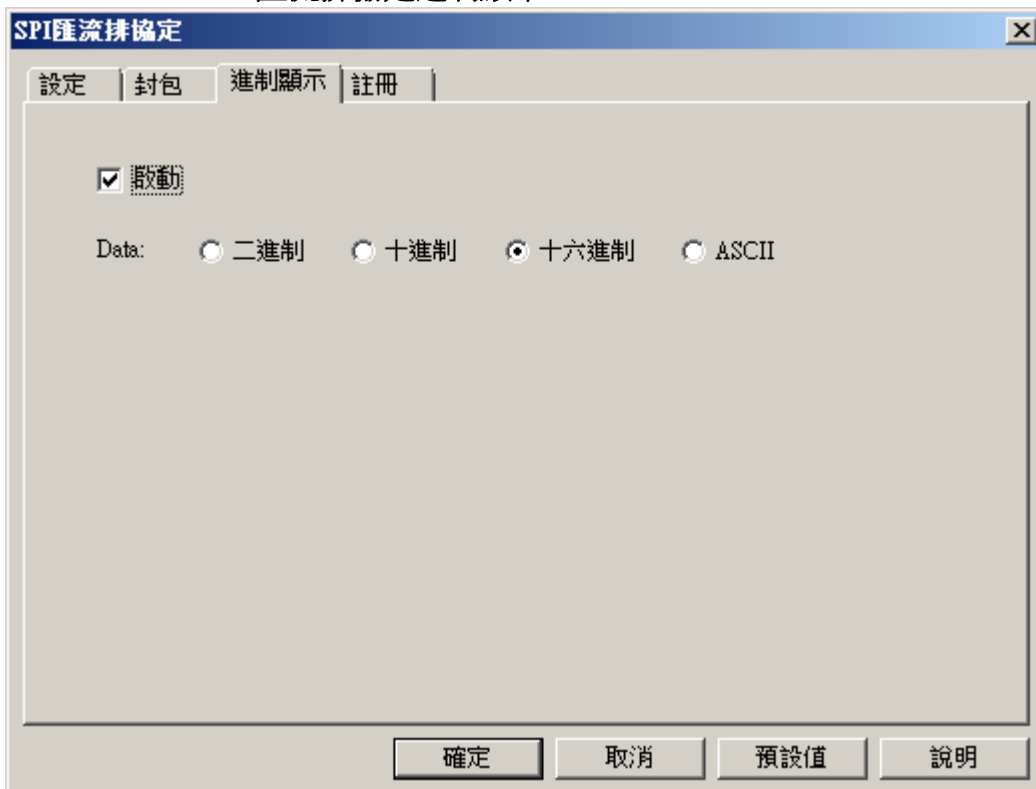 SPI匯流排協定
設定 封包 進制顯示 註冊
啟動
Data: 二進制 十進制 十六進制 ASCII
確定 取消 預設值 說明